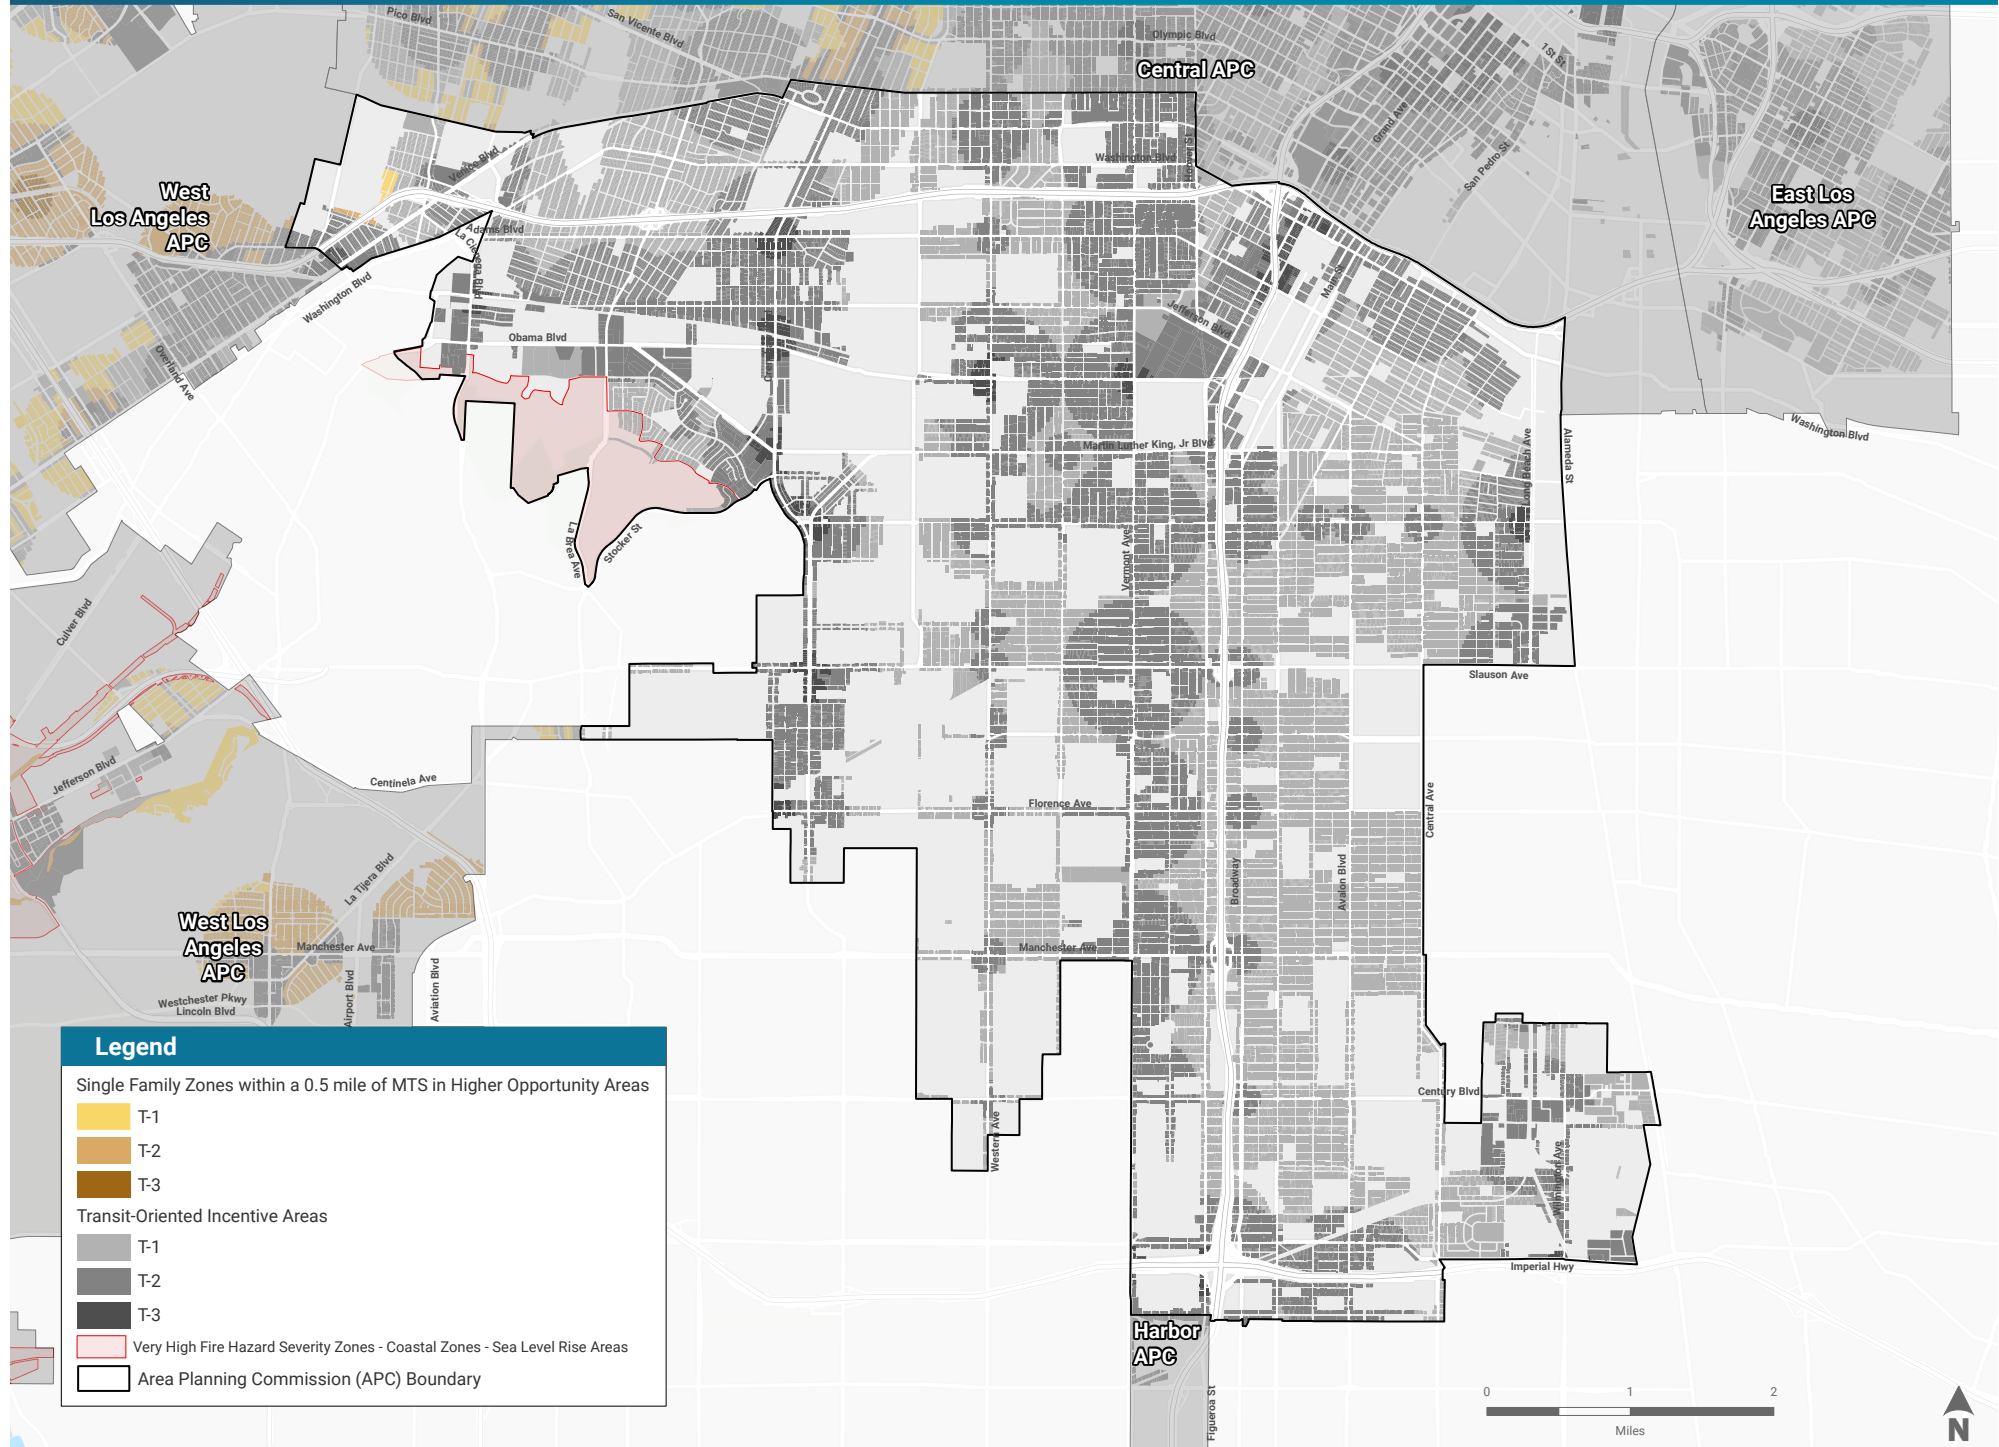 Pico Blvd
San Vicente Blvd
Olympic Blvd
1St St
Central APC
Grand Ave
San Pedro St
Hoover St
Washington Blvd
Venice Blvd
West
Los Angeles
APC
East Los
Angeles APC
Adams Blvd
La Cienega Blvd
Washington Blvd
Main St
Jefferson Blvd
Obama Blvd
Overland Ave
Washington Blvd
Martin Luther King, Jr Blvd
Long Beach Ave
Alameda St
La Brea Ave
Stocker St
Vermont Ave
Culver Blvd
Slauson Ave
Jefferson Blvd
Centinela Ave
Florence Ave
Central Ave
Broadway
Avalon Blvd
La Tijera Blvd
West Los
Angeles
APC
Manchester Ave
Manchester Ave
Airport Blvd
Aviation Blvd
Westchester Pkwy
Lincoln Blvd
Century Blvd
Western Ave
Wilmington Ave
Imperial Hwy
Harbor
APC
Figueroa St
Legend
Single Family Zones within a 0.5 mile of MTS in Higher Opportunity Areas
T-1
T-2
T-3
Transit-Oriented Incentive Areas
T-1
T-2
T-3
Very High Fire Hazard Severity Zones - Coastal Zones - Sea Level Rise Areas
Area Planning Commission (APC) Boundary
0 1 2
Miles
N